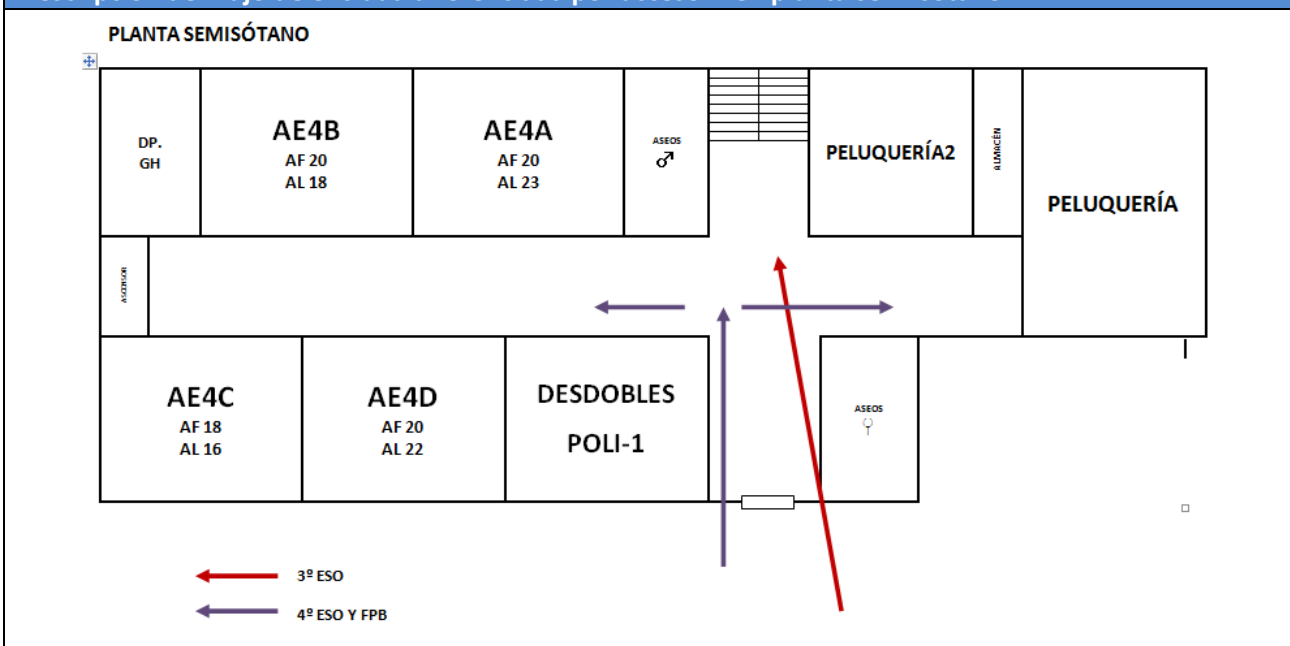 PLANTA SEMISÓTANO
DP.
GH
AE4B
AF 20
AL 18
AE4A
AF 20
AL 23
ASEOS
PELUQUERÍA2
ALMACÉN
PELUQUERÍA
ASCENSOR
AE4C
AF 18
AL 16
AE4D
AF 20
AL 22
DESDOBLES
POLI-1
ASEOS
3º ESO
4º ESO Y FPB